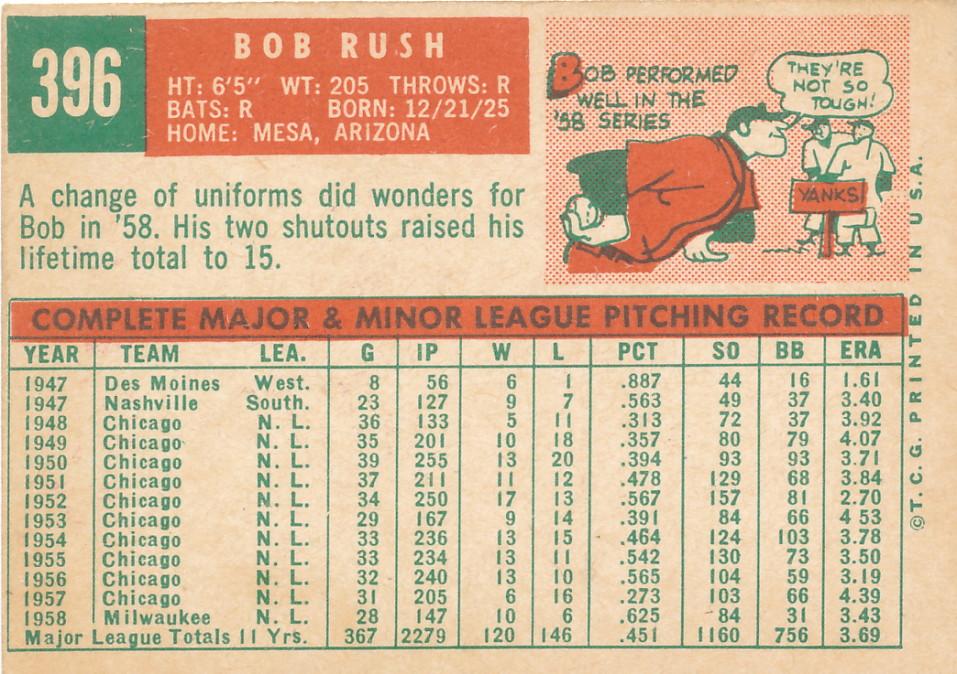 396
BOB RUSH
HT: 6'5" WT: 205 THROWS: R
BATS: R BORN: 12/21/25
HOME: MESA, ARIZONA
A change of uniforms did wonders for
Bob in '58. His two shutouts raised his
lifetime total to 15.
BOB PERFORMED
WELL IN THE
'58 SERIES
THEY'RE
NOT SO
TOUGH!
YANKS
COMPLETE MAJOR & MINOR LEAGUE PITCHING RECORD
YEAR TEAM LEA. G IP W L PCT SO BB ERA
1947 Des Moines West. 8 56 6 1 .887 44 16 1.61
1947 Nashville South. 23 127 9 7 .563 49 37 3.40
1948 Chicago N. L. 36 133 5 11 .313 72 37 3.92
1949 Chicago N. L. 35 201 10 18 .357 80 79 4.07
1950 Chicago N. L. 39 255 13 20 .394 93 93 3.71
1951 Chicago N. L. 37 211 11 12 .478 129 68 3.84
1952 Chicago N. L. 34 250 17 13 .567 157 81 2.70
1953 Chicago N. L. 29 167 9 14 .391 84 66 4 53
1954 Chicago N. L. 33 236 13 15 .464 124 103 3.78
1955 Chicago N. L. 33 234 13 11 .542 130 73 3.50
1956 Chicago N. L. 32 240 13 10 .565 104 59 3.19
1957 Chicago N. L. 31 205 6 16 .273 103 66 4.39
1958 Milwaukee N. L. 28 147 10 6 .625 84 31 3.43
Major League Totals 11 Yrs. 367 2279 120 146 .451 1160 756 3.69
©T. C. G. PRINTED IN U. S. A.